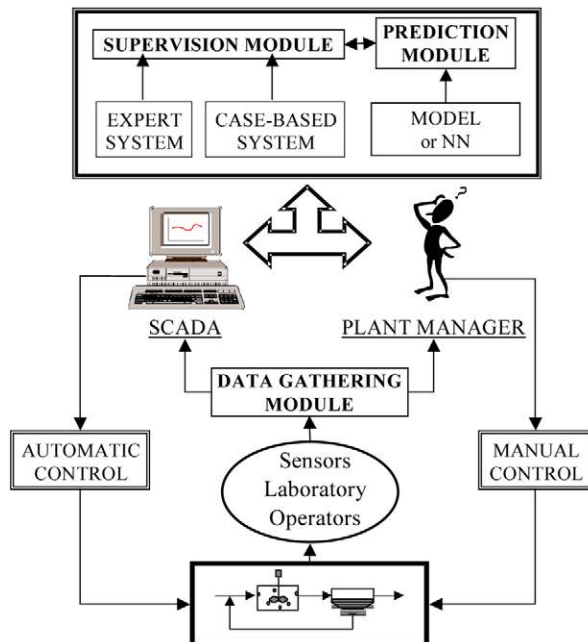 SUPERVISION MODULE
PREDICTION
MODULE
EXPERT
SYSTEM
CASE-BASED
SYSTEM
MODEL
or NN
?
SCADA
PLANT MANAGER
DATA GATHERING
MODULE
AUTOMATIC
CONTROL
Sensors
Laboratory
Operators
MANUAL
CONTROL